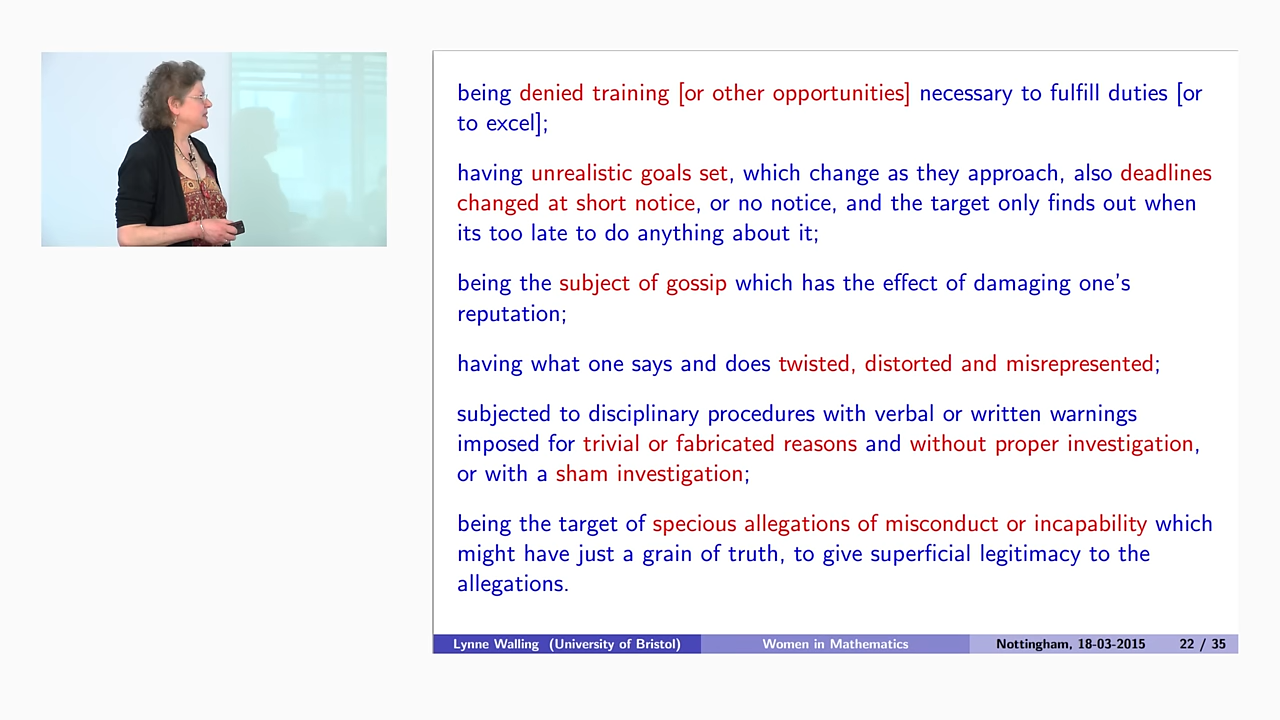 being denied training [or other opportunities] necessary to fulfill duties [or
to excel];
having unrealistic goals set, which change as they approach, also deadlines
changed at short notice, or no notice, and the target only finds out when
its too late to do anything about it;
being the subject of gossip which has the effect of damaging one's
reputation;
having what one says and does twisted, distorted and misrepresented;
subjected to disciplinary procedures with verbal or written warnings
imposed for trivial or fabricated reasons and without proper investigation,
or with a sham investigation;
being the target of specious allegations of misconduct or incapability which
might have just a grain of truth, to give superficial legitimacy to the
allegations.
Lynne Walling (University of Bristol) Women in Mathematics Nottingham, 18-03-2015 22 / 35